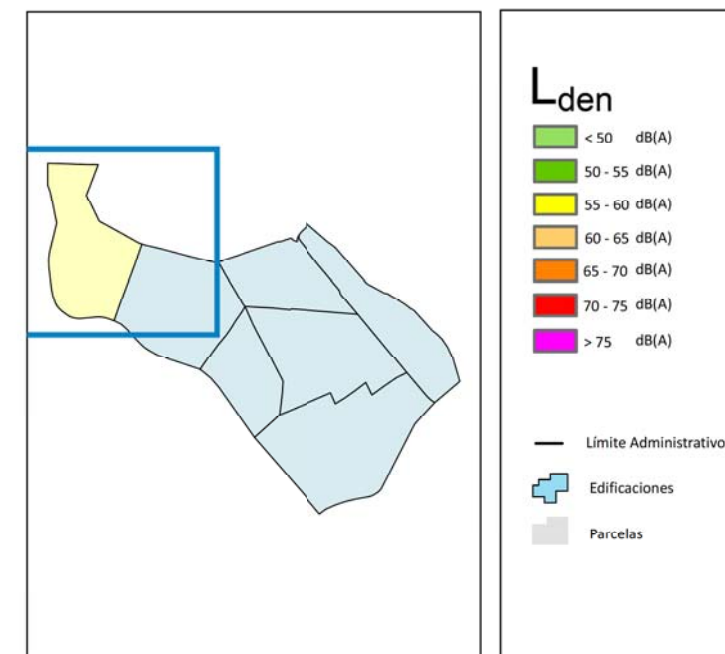 Lden
< 50 dB(A)
50 - 55 dB(A)
55 - 60 dB(A)
60 - 65 dB(A)
65 - 70 dB(A)
70 - 75 dB(A)
> 75 dB(A)
Límite Administrativo
Edificaciones
Parcelas